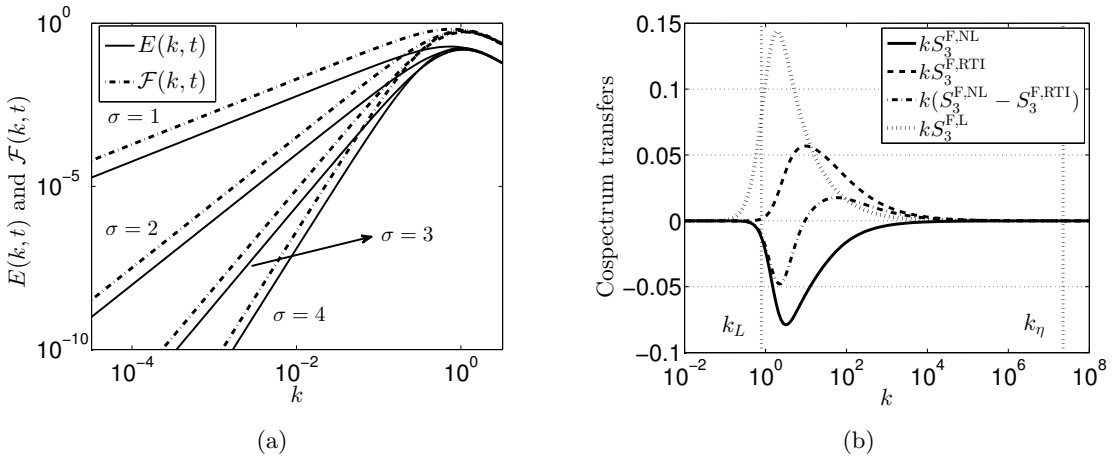 10^0
10^-5
10^-10
10^-4
10^-2
10^0
k
E(k, t) and F(k, t)
E(k, t)
F(k, t)
σ = 1
σ = 2
σ = 3
σ = 4
(a)
0.15
0.1
0.05
0
−0.05
−0.1
10^-2
10^0
10^2
10^4
10^6
10^8
k
Cospectrum transfers
kS_3^{F,NL}
kS_3^{F,RTI}
k(S_3^{F,NL} − S_3^{F,RTI})
kS_3^{F,L}
k_L
k_η
(b)